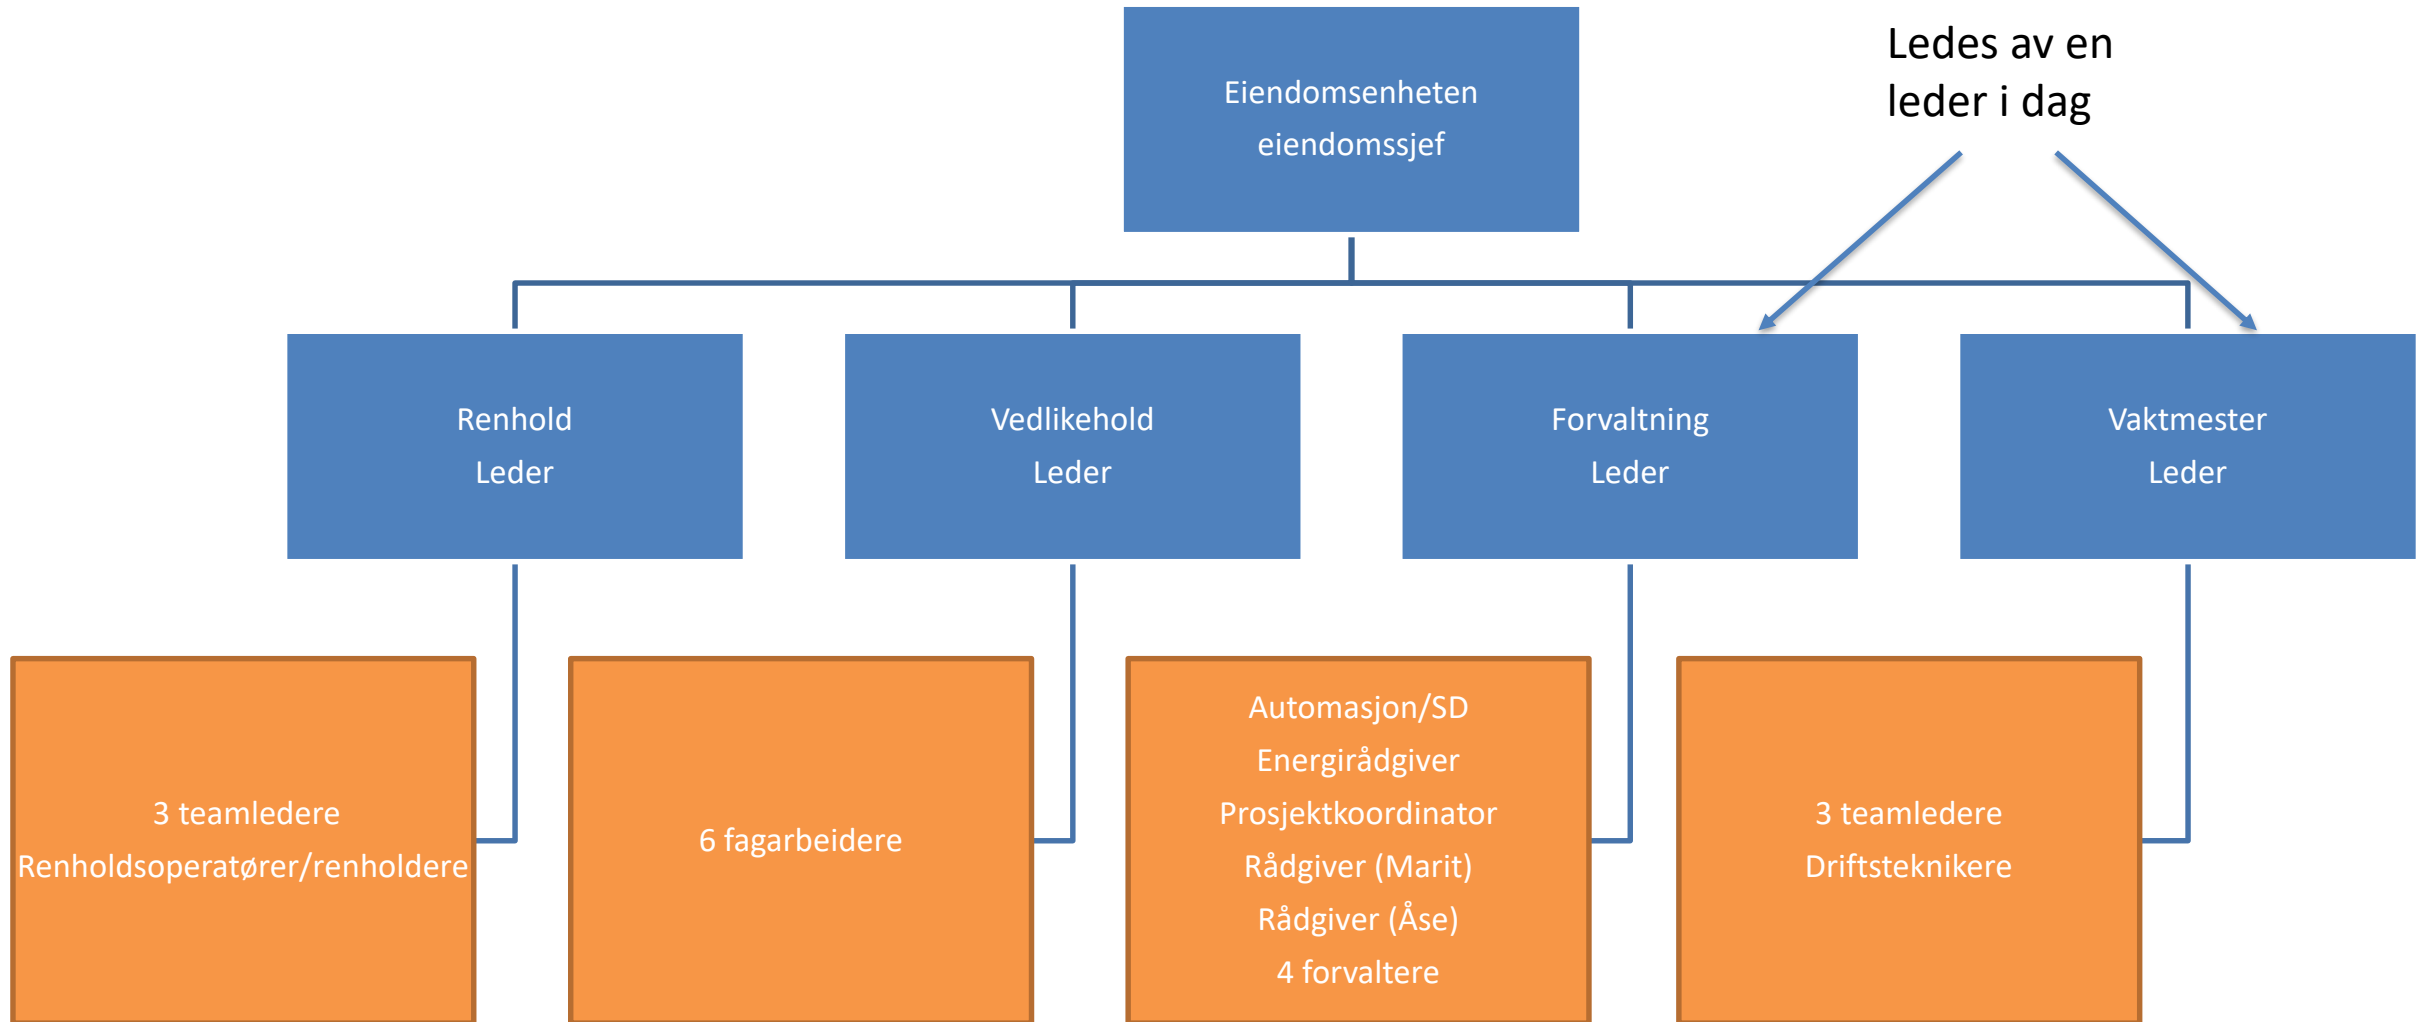 Eiendomsenheten
eiendomssjef
Ledes av en
leder i dag
Renhold
Leder
Vedlikehold
Leder
Forvaltning
Leder
Vaktmester
Leder
3 teamledere
Renholdsoperatører/renholdere
6 fagarbeidere
Automasjon/SD
Energirådgiver
Prosjektkoordinator
Rådgiver (Marit)
Rådgiver (Åse)
4 forvaltere
3 teamledere
Driftsteknikere